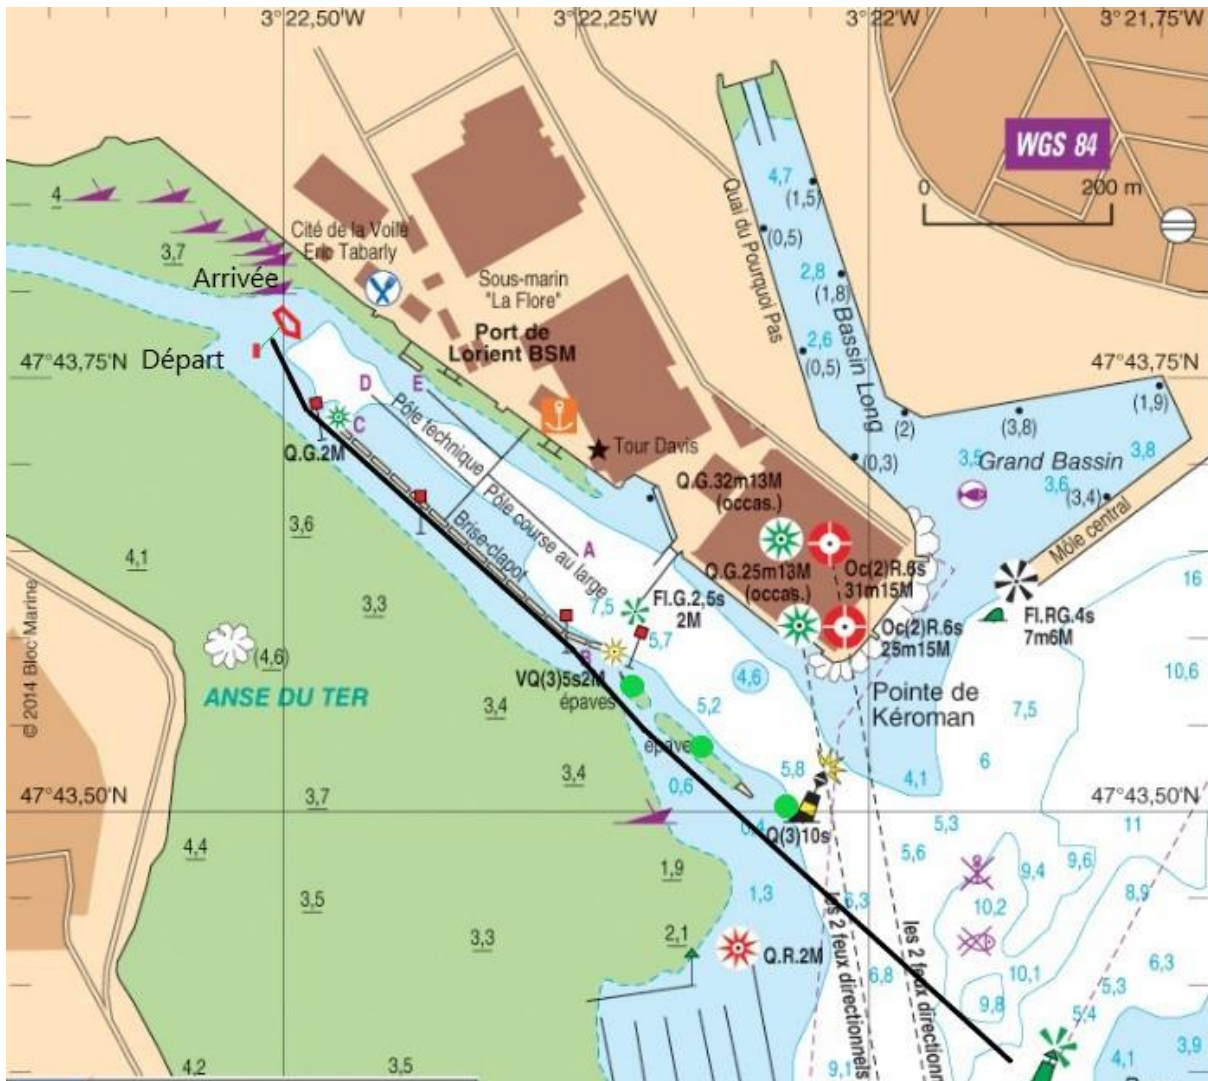 3°22,50'W
3°22,25'W
3°22'W
3°21,75'W
WGS 84
0
200 m
4
3,7
4,7
(1,5)
(0,5)
2,8
(1,8)
2,6
(0,5)
Quai du Pourquoi Pas
Bassin Long
Cité de la Voile
Eric Tabarly
Sous-marin
"La Flore"
Arrivée
Départ
Port de
Lorient BSM
47°43,75'N
47°43,75'N
D
E
C
Q.G.2M
Pôle technique
Pôle course au large
Brise-clapot
A
Tour Davis
(0,3)
(2)
(3,8)
(1,9)
3,5
Grand Bassin
3,8
3,6
(3,4)
Môle central
Q.G.32m13M
(occas.)
Q.G.25m13M
(occas.)
Oc(2)R.6s
31m15M
Oc(2)R.6s
25m15M
Fl.G.2,5s
2M
Fl.RG.4s
7m6M
16
10,6
3,6
4,1
3,3
(4,6)
ANSE DU TER
© 2014 Bloc Marine
7,5
5,7
B
VQ(3)5s2M
épaves
4,6
5,2
Pointe de
Kéroman
7,5
6
3,4
épave
3,4
0,6
5,8
4,1
47°43,50'N
47°43,50'N
3,7
4,4
0,4
Q(3)10s
5,3
11
5,6
9,4
9,6
8,9
1,9
1,3
6,3
10,2
3,5
3,3
2,1
Q.R.2M
les 2 feux directionnels
les 2 feux directionn
6,8
10,1
6,3
9,8
5,3
5,4
3,9
4,1
4,2
3,5
9,1